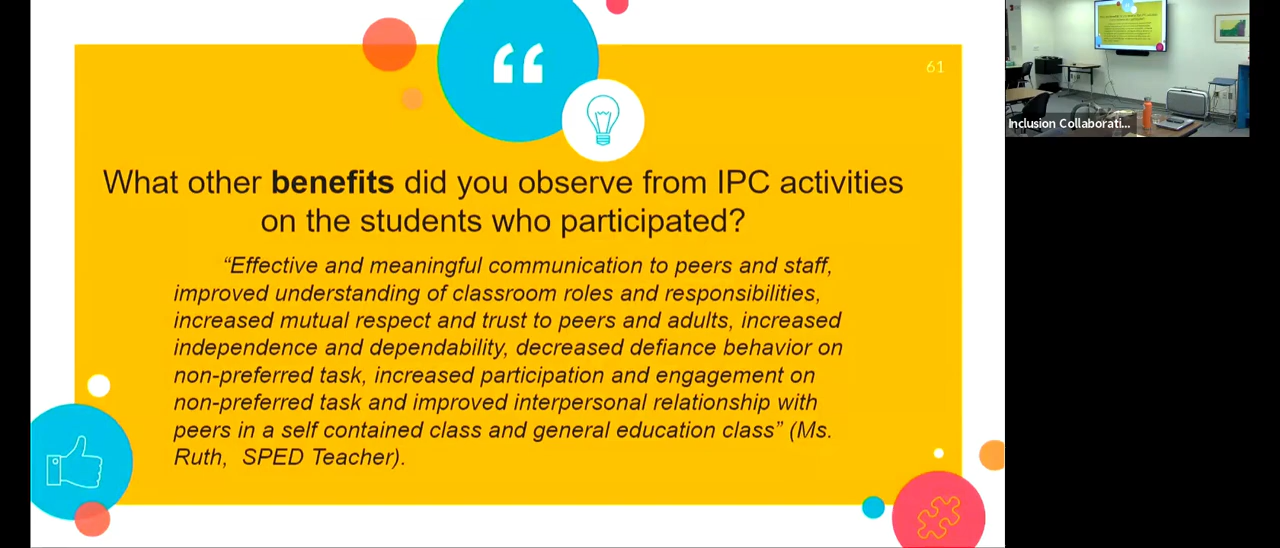 61
What other benefits did you observe from IPC activities
on the students who participated?
“Effective and meaningful communication to peers and staff,
improved understanding of classroom roles and responsibilities,
increased mutual respect and trust to peers and adults, increased
independence and dependability, decreased defiance behavior on
non-preferred task, increased participation and engagement on
non-preferred task and improved interpersonal relationship with
peers in a self contained class and general education class” (Ms.
Ruth, SPED Teacher).
Inclusion Collaborati...